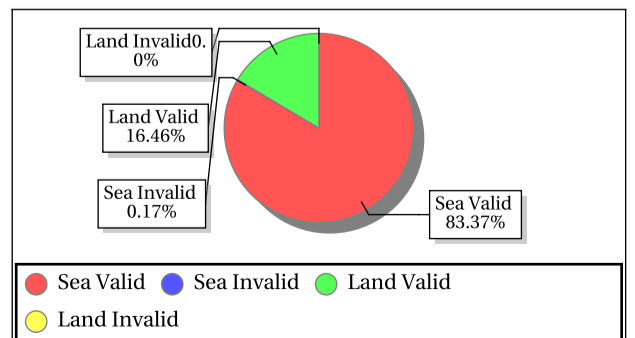 Land Invalid0.
0%
Land Valid
16.46%
Sea Invalid
0.17%
Sea Valid
83.37%
Sea Valid Sea Invalid Land Valid
Land Invalid